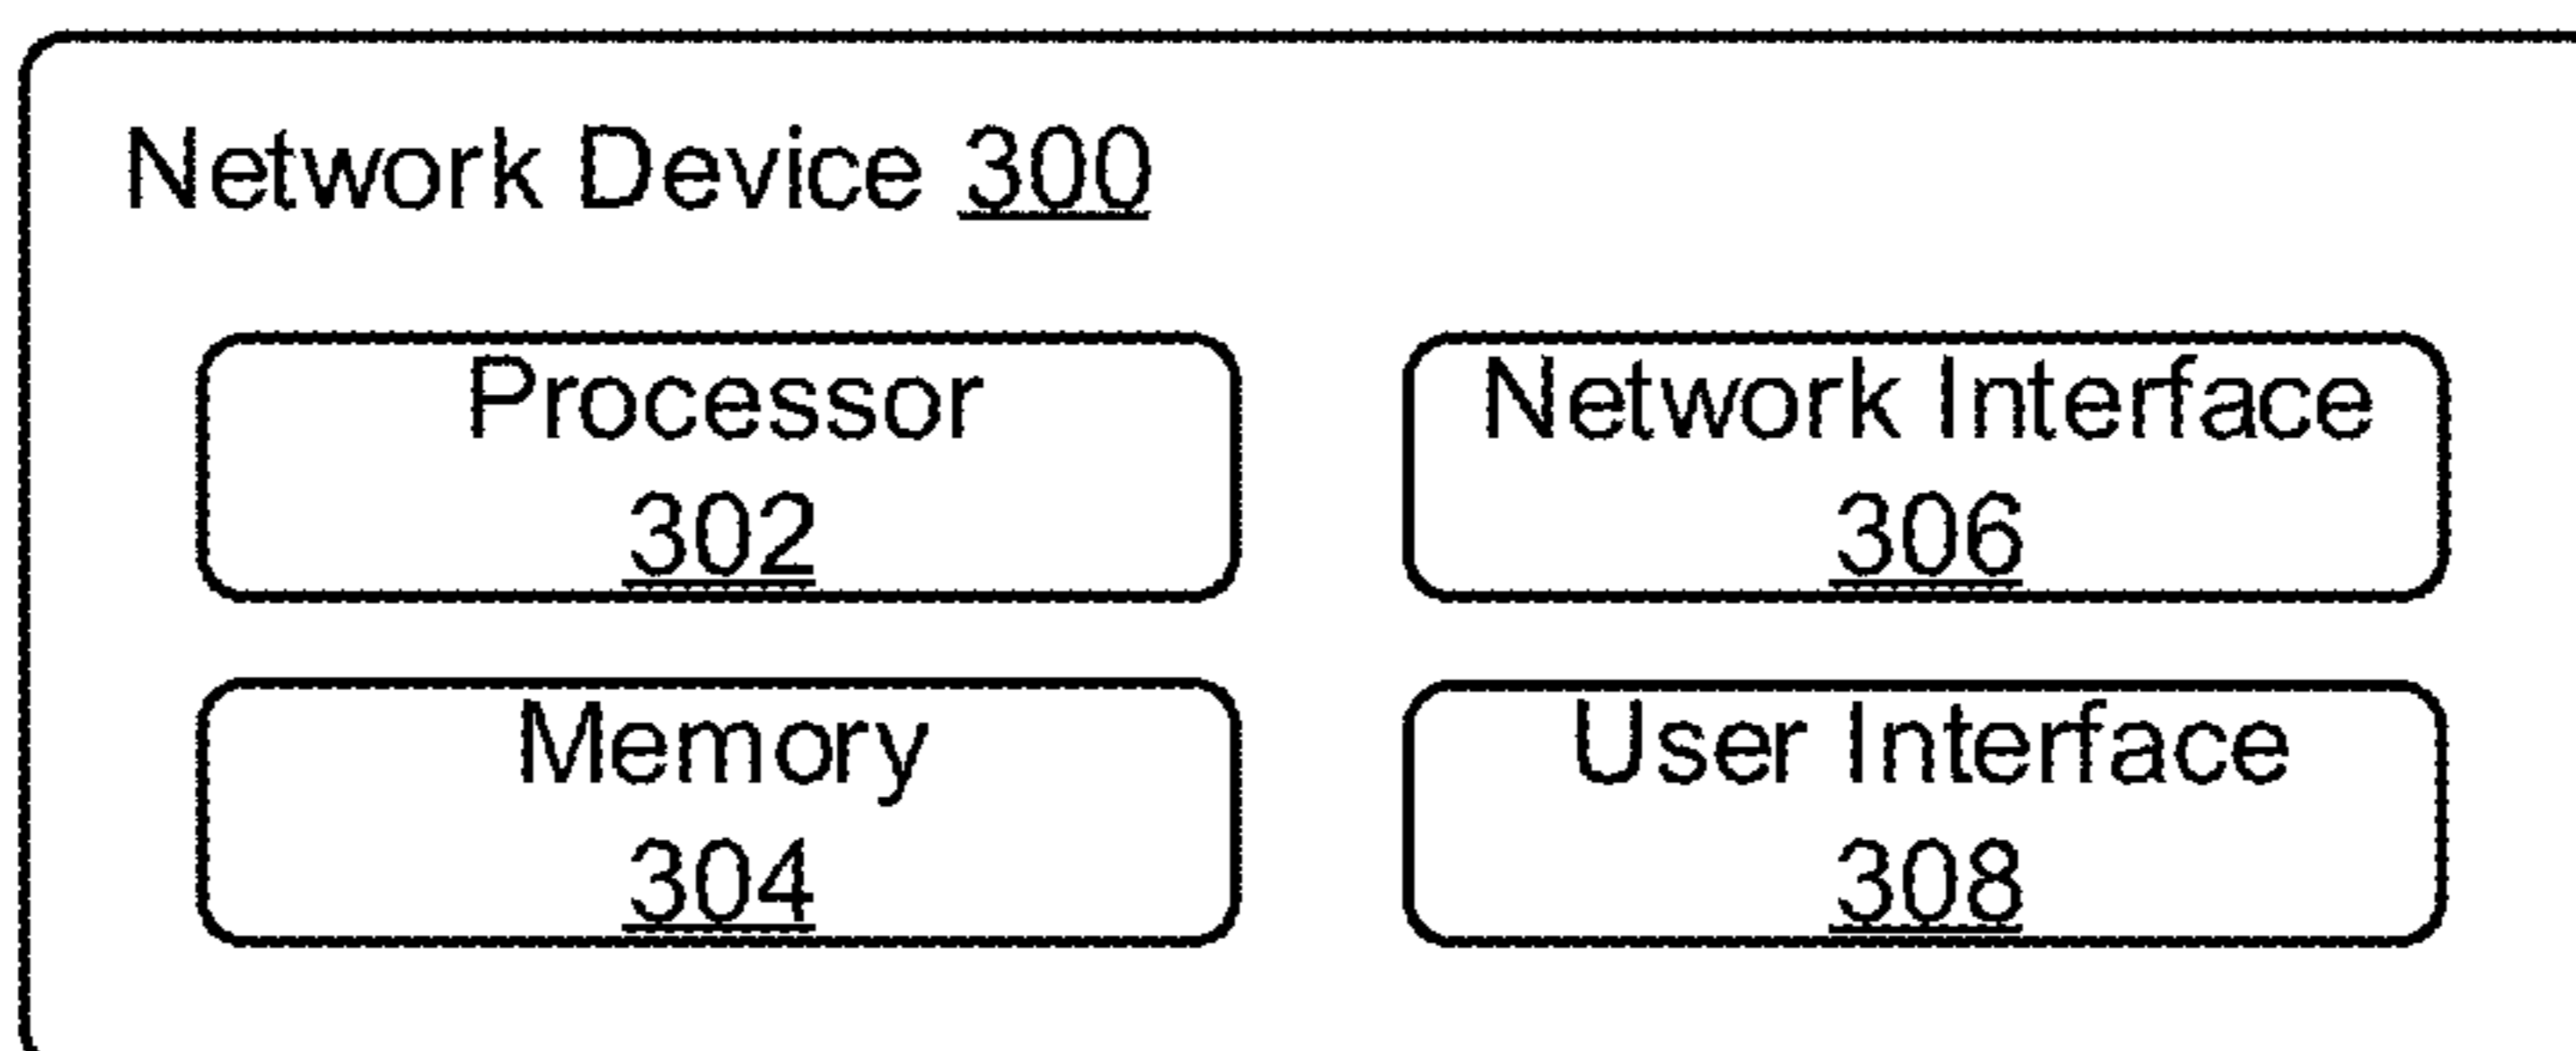 Network Device 300
Processor
302
Network Interface
306
Memory
304
User Interface
308